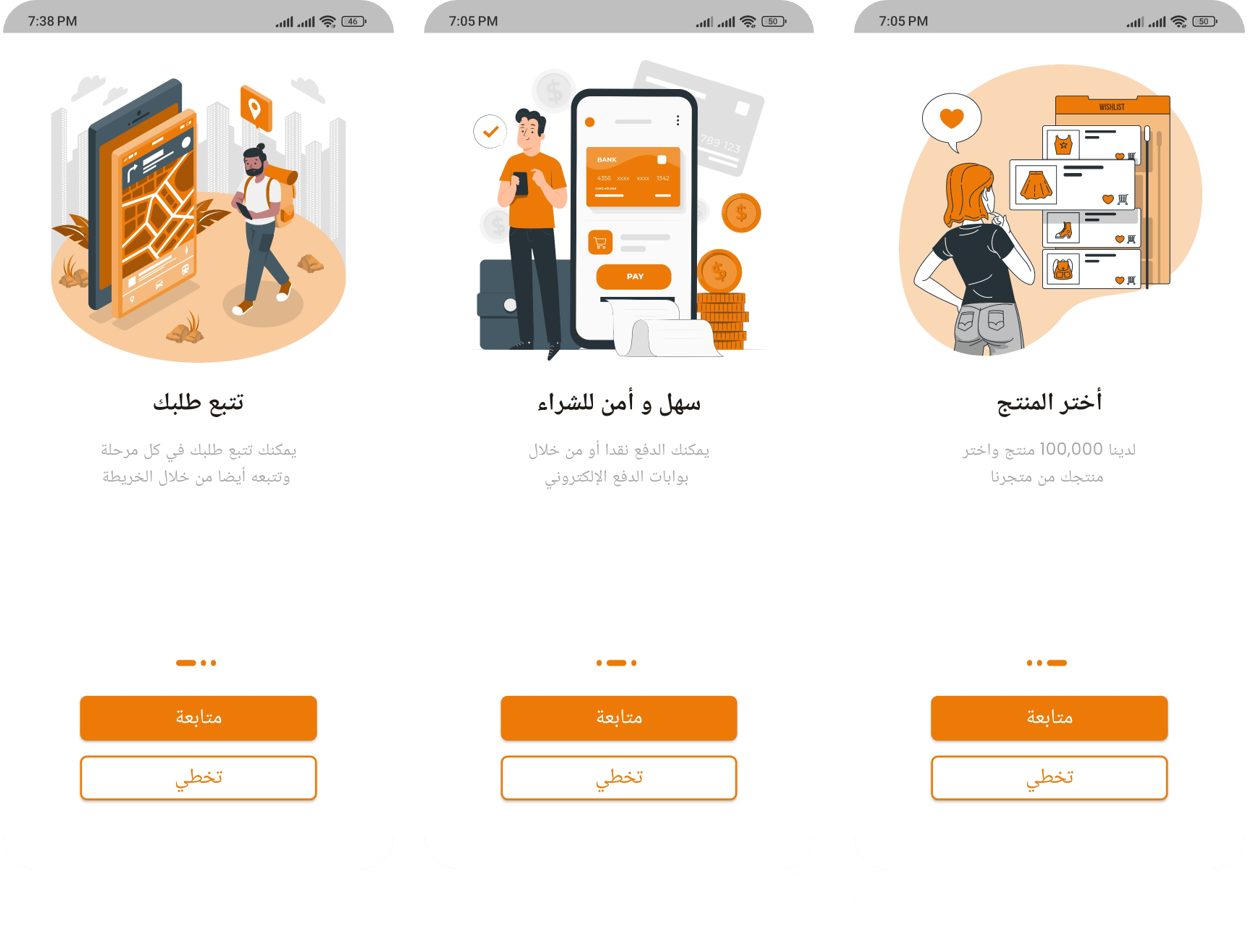 7:38 PM
46
تتبع طلبك
يمكنك تتبع طلبك في كل مرحلة
وتتبعه أيضا من خلال الخريطة
متابعة
تخطي
7:05 PM
50
789 123
BANK
4356 xxxx xxxx 1342
PAY
سهل و أمن للشراء
يمكنك الدفع نقدا أو من خلال
بوابات الدفع الإلكتروني
متابعة
تخطي
7:05 PM
50
WISHLIST
أختر المنتج
لدينا 100,000 منتج واختر
منتجك من متجرنا
متابعة
تخطي